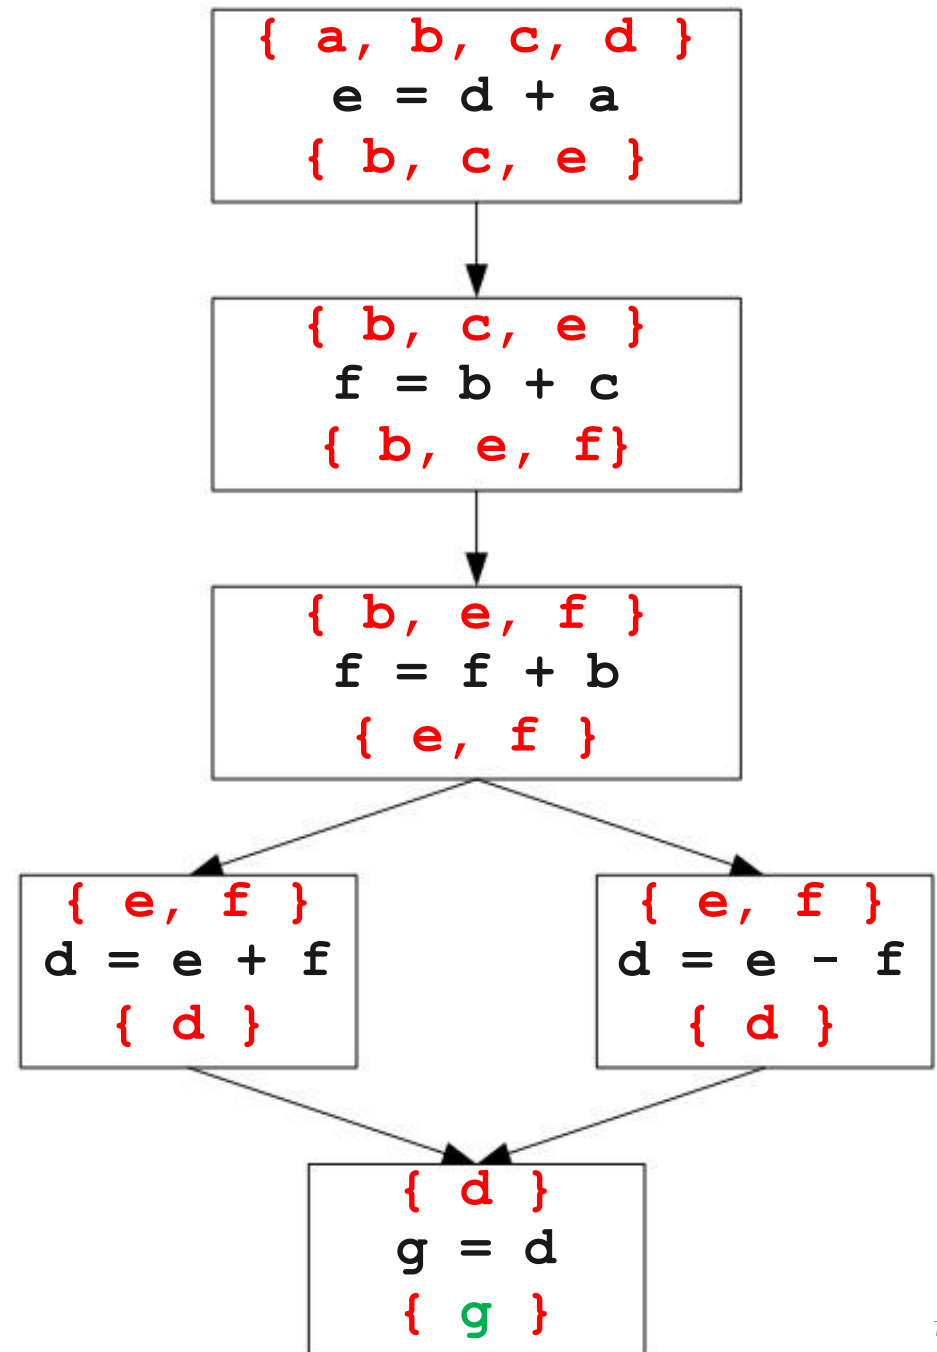 { a, b, c, d }
e = d + a
{ b, c, e }
{ b, c, e }
f = b + c
{ b, e, f}
{ b, e, f }
f = f + b
{ e, f }
{ e, f }
d = e + f
{ d }
{ e, f }
d = e - f
{ d }
{ d }
g = d
{ g }